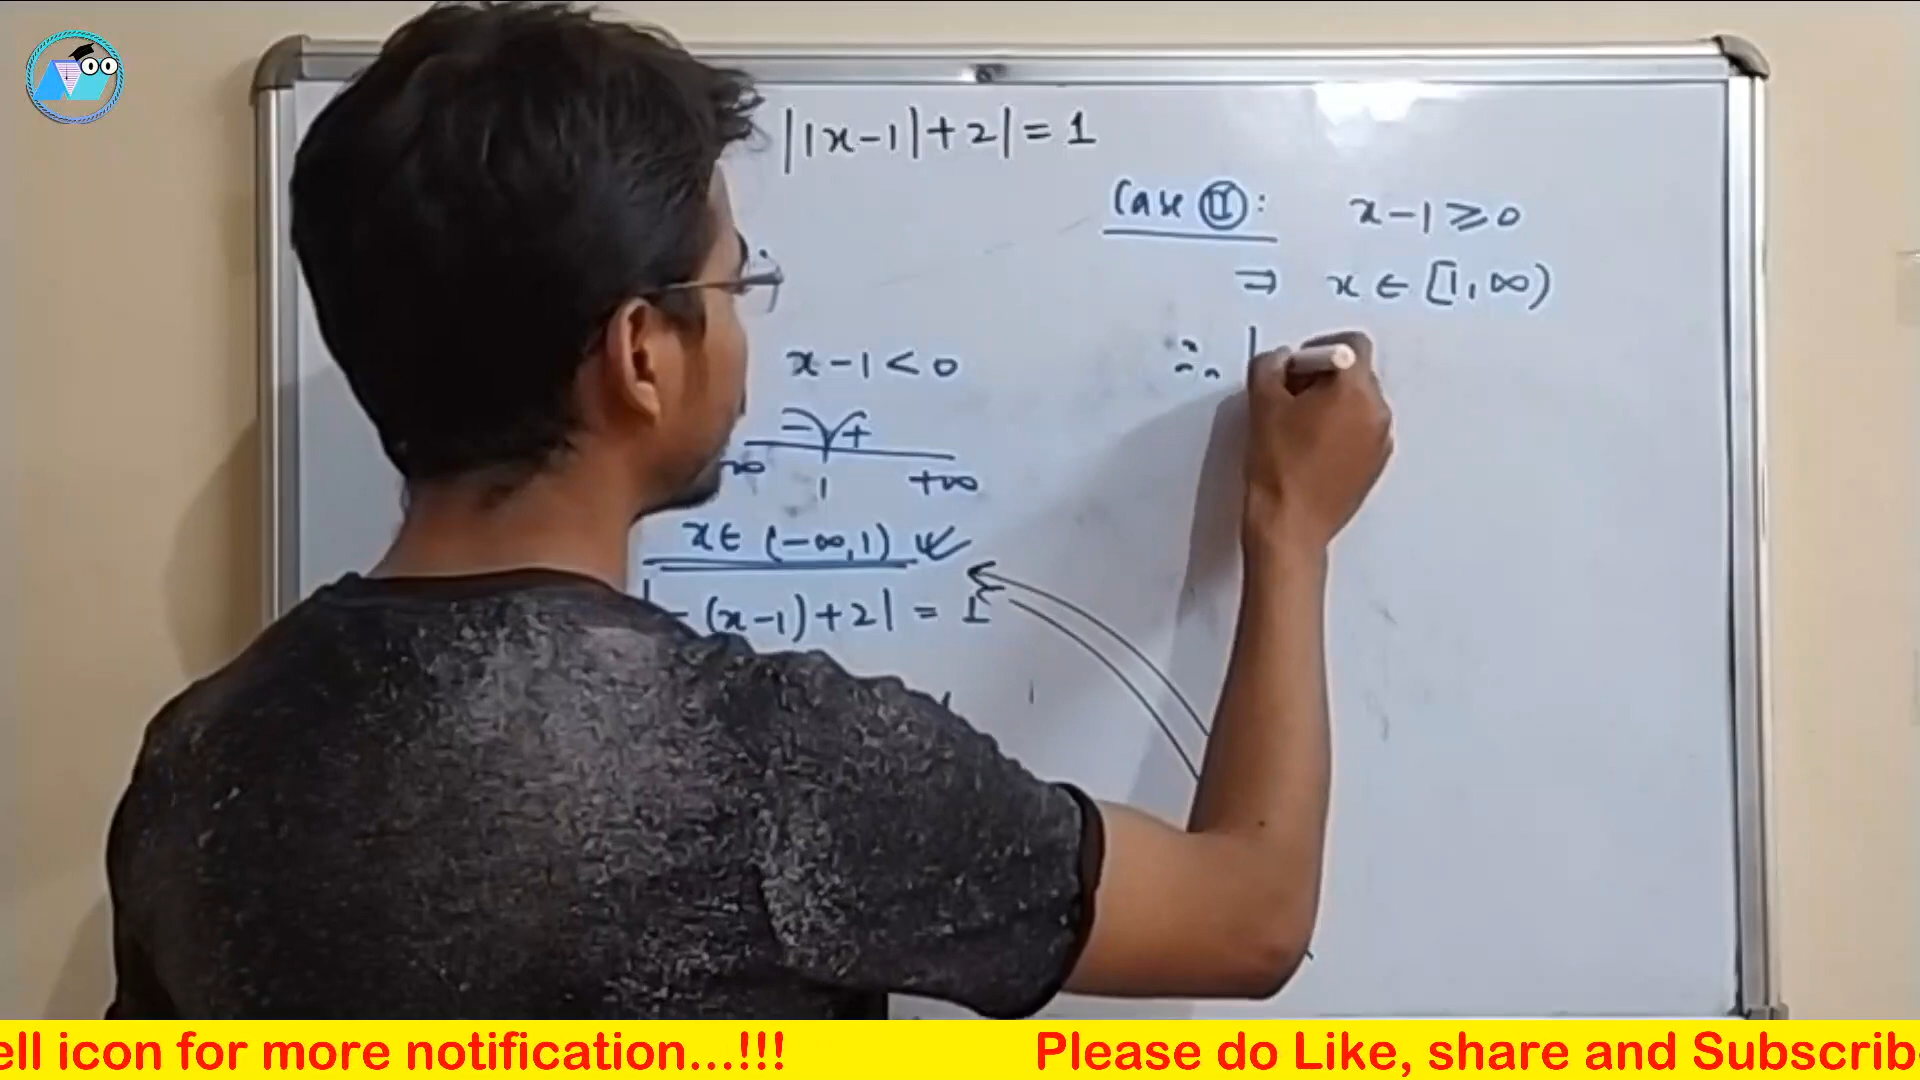 ||x-1|+2| = 1
x-1<0
- +
1 +∞
x∈ (-∞,1)
|-(x-1)+2| = 1
Case II: x-1⩾0
⇒ x ∈ [1,∞)
∴ |
ell icon for more notification...!!! Please do Like, share and Subscrib